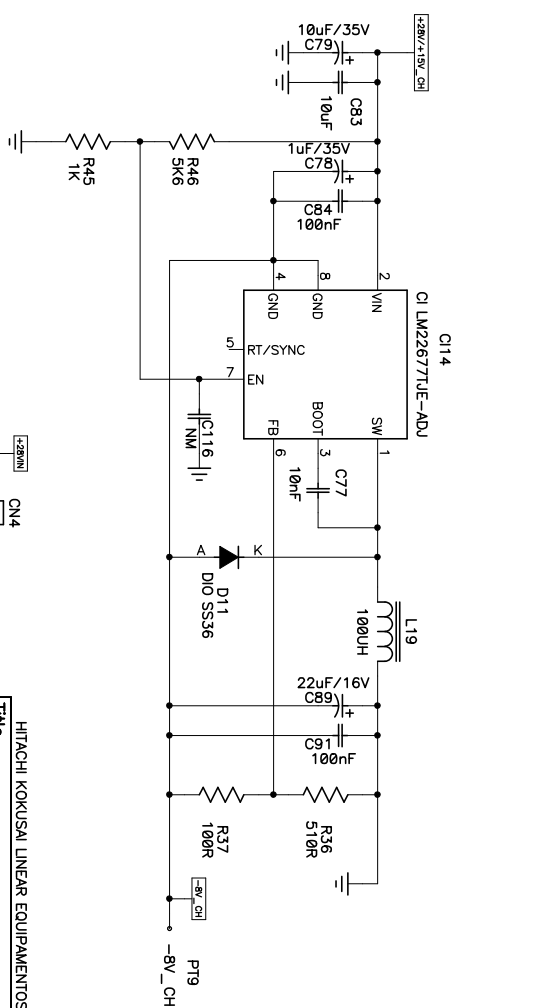 +28V/+15V_CH
10uF/35V
C79
+
C83
10uF
R46
5K6
R45
1K
1uF/35V
C78
+
C84
100nF
CI14
CI LM22677TJE-ADJ
2
VIN
8
GND
4
GND
5
RT/SYNC
7
EN
SW
1
BOOT
3
FB
6
C116
NM
C77
10nF
A
K
D11
DIO SS36
L19
100UH
22uF/16V
C89
+
C91
100nF
R36
510R
R37
100R
-8V_CH
PT9
-8V_CH
+28VIN
CN4
HITACHI KOKUSAI LINEAR EQUIPAMENTOS
Title